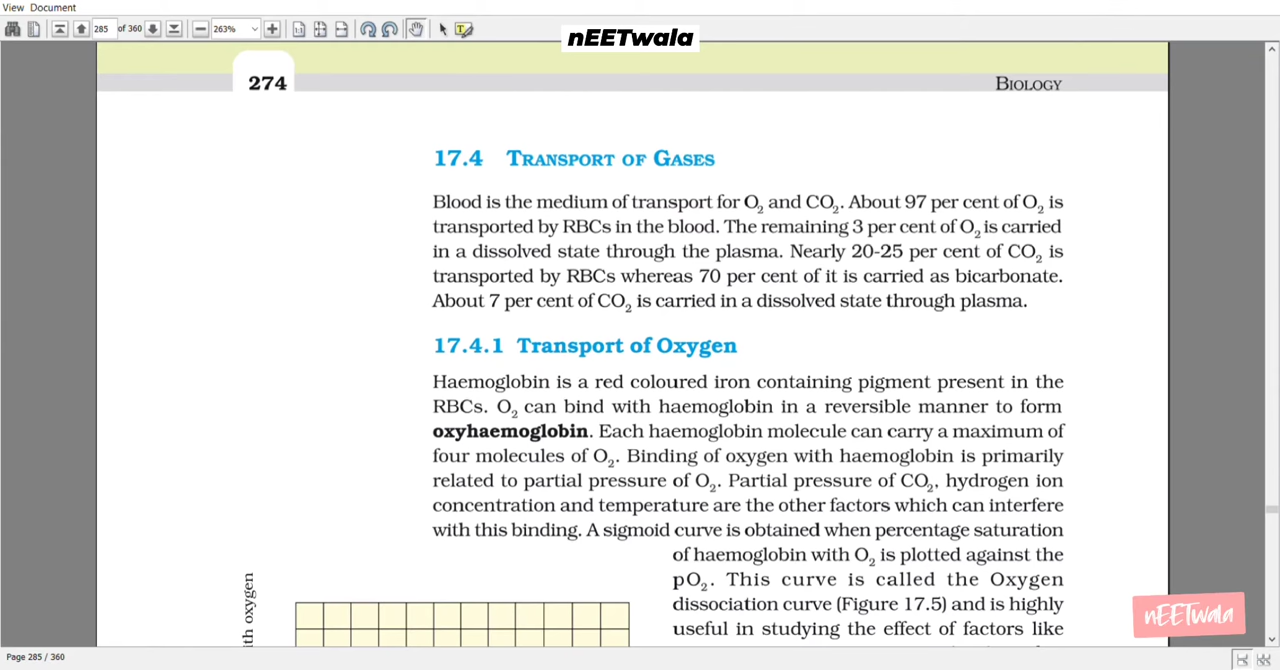 View Document
285 of 360
263%
nEETwala
274
BIOLOGY
17.4 TRANSPORT OF GASES
Blood is the medium of transport for O₂ and CO₂. About 97 per cent of O₂ is
transported by RBCs in the blood. The remaining 3 per cent of O₂ is carried
in a dissolved state through the plasma. Nearly 20-25 per cent of CO₂ is
transported by RBCs whereas 70 per cent of it is carried as bicarbonate.
About 7 per cent of CO₂ is carried in a dissolved state through plasma.
17.4.1 Transport of Oxygen
Haemoglobin is a red coloured iron containing pigment present in the
RBCs. O₂ can bind with haemoglobin in a reversible manner to form
oxyhaemoglobin. Each haemoglobin molecule can carry a maximum of
four molecules of O₂. Binding of oxygen with haemoglobin is primarily
related to partial pressure of O₂. Partial pressure of CO₂, hydrogen ion
concentration and temperature are the other factors which can interfere
with this binding. A sigmoid curve is obtained when percentage saturation
of haemoglobin with O₂ is plotted against the
pO₂. This curve is called the Oxygen
dissociation curve (Figure 17.5) and is highly
useful in studying the effect of factors like
th oxygen
nEETwala
Page 285 / 360